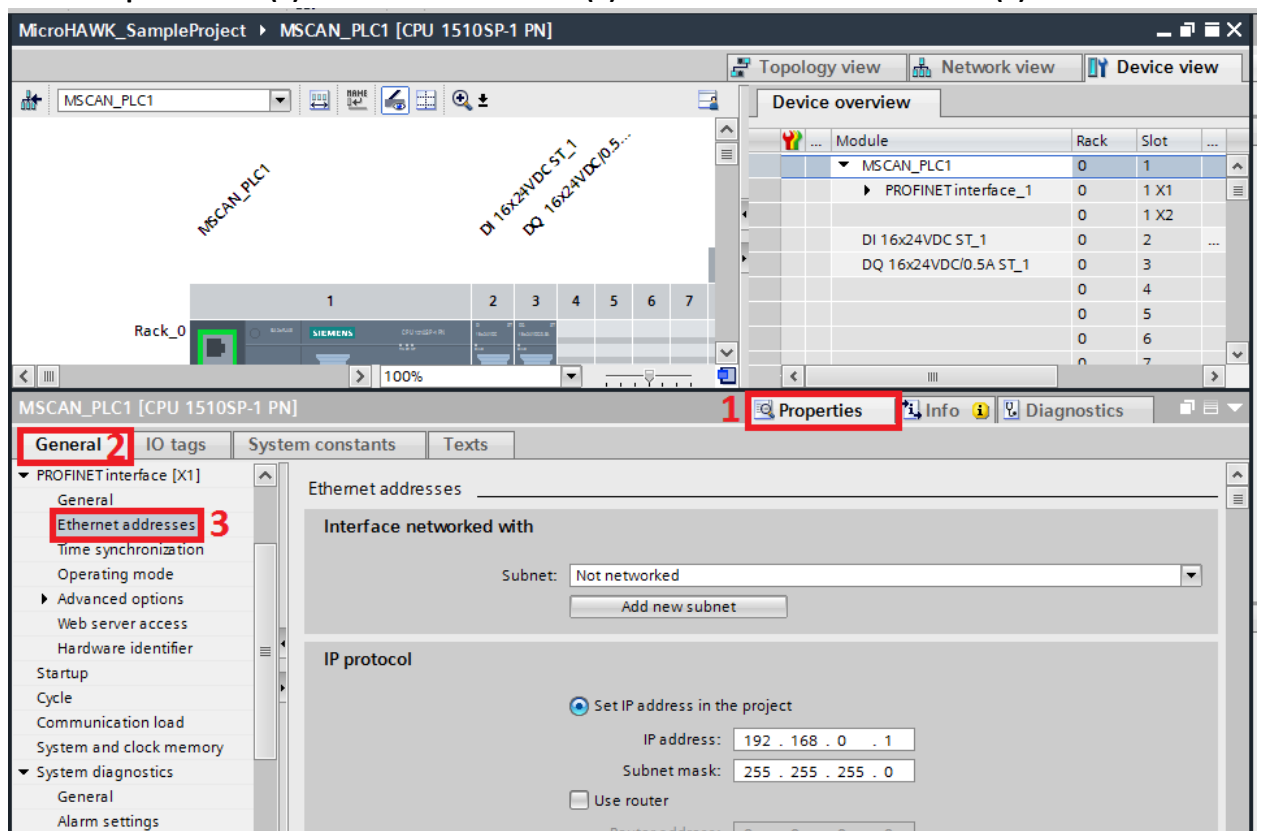 MicroHAWK_SampleProject ▸ MSCAN_PLC1 [CPU 1510SP-1 PN]
Topology view Network view Device view
MSCAN_PLC1
Device overview
... Module Rack Slot ...
MSCAN_PLC1 0 1
PROFINET interface_1 0 1 X1
0 1 X2
DI 16x24VDC ST_1 0 2 ...
DQ 16x24VDC/0.5A ST_1 0 3
0 4
0 5
0 6
0 7
MSCAN_PLC1
DI 16x24VDC ST_1
DQ 16x24VDC/0.5...
1 2 3 4 5 6 7
Rack_0
SIEMENS
100%
MSCAN_PLC1 [CPU 1510SP-1 PN]
1 Properties Info Diagnostics
General 2 IO tags System constants Texts
PROFINET interface [X1]
General
Ethernet addresses 3
Time synchronization
Operating mode
Advanced options
Web server access
Hardware identifier
Startup
Cycle
Communication load
System and clock memory
System diagnostics
General
Alarm settings
Ethernet addresses
Interface networked with
Subnet: Not networked
Add new subnet
IP protocol
Set IP address in the project
IP address: 192 . 168 . 0 . 1
Subnet mask: 255 . 255 . 255 . 0
Use router